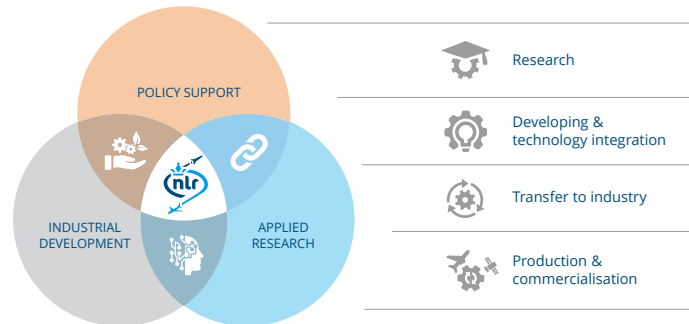 POLICY SUPPORT
nlr
INDUSTRIAL
DEVELOPMENT
APPLIED
RESEARCH
Research
Developing &
technology integration
Transfer to industry
Production &
commercialisation